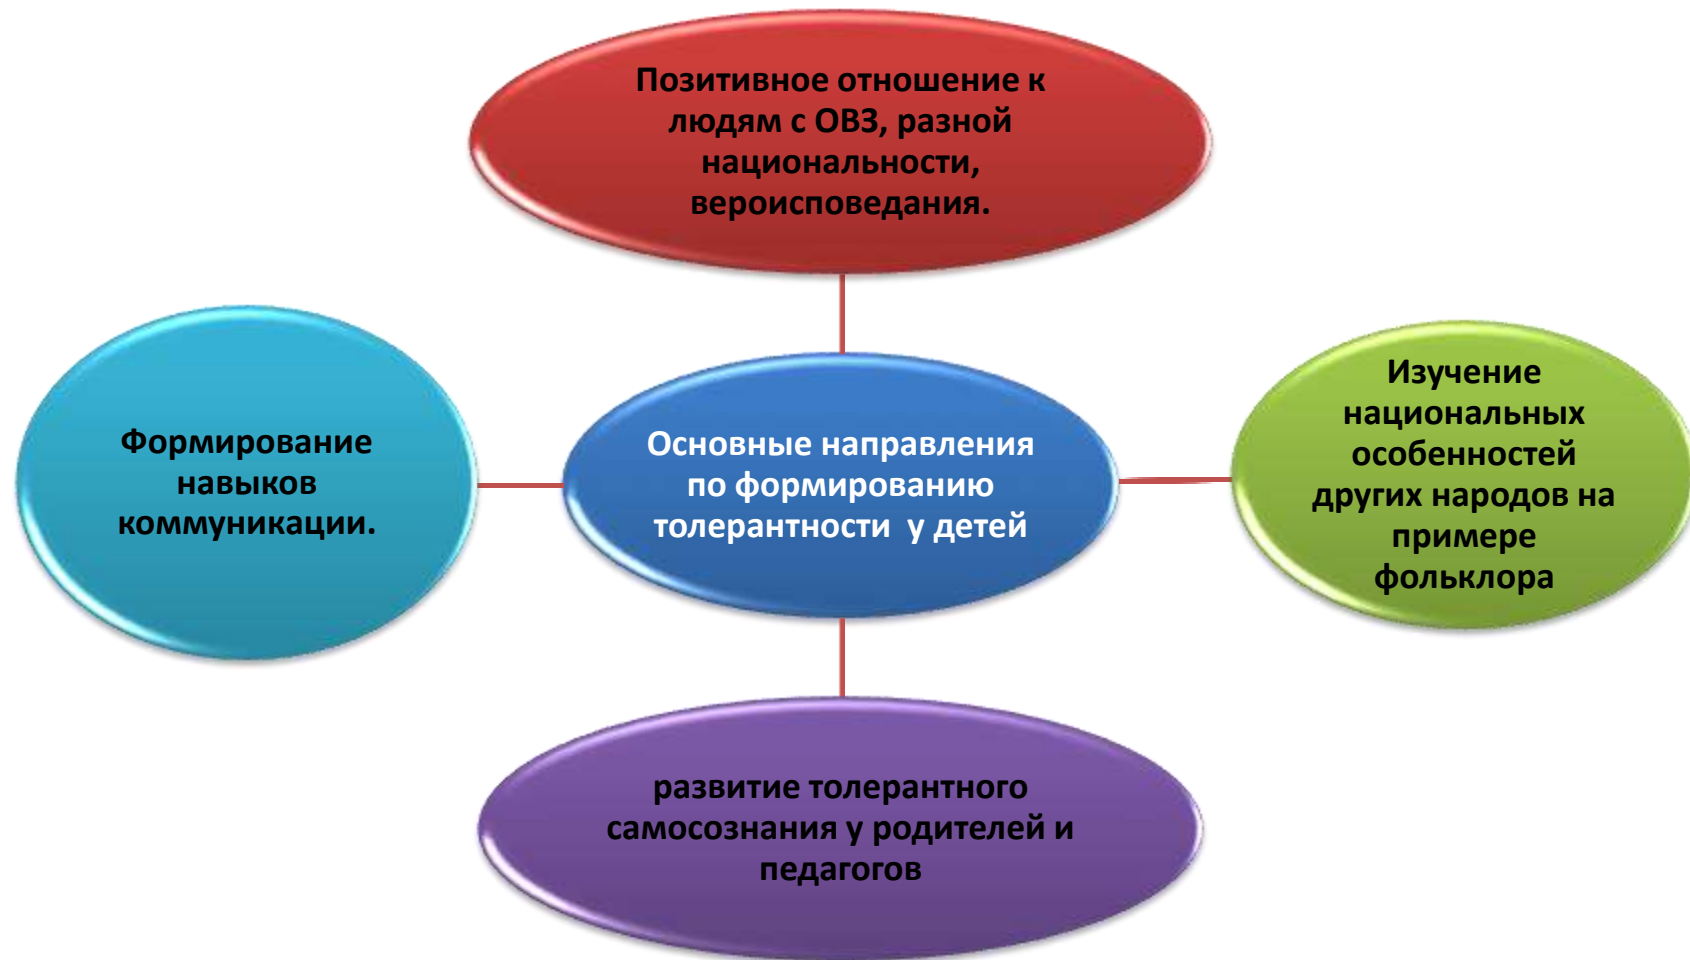 Позитивное отношение к
людям с ОВЗ, разной
национальности,
вероисповедания.
Формирование
навыков
коммуникации.
Основные направления
по формированию
толерантности  у детей
Изучение
национальных
особенностей
других народов на
примере
фольклора
развитие толерантного
самосознания у родителей и
педагогов